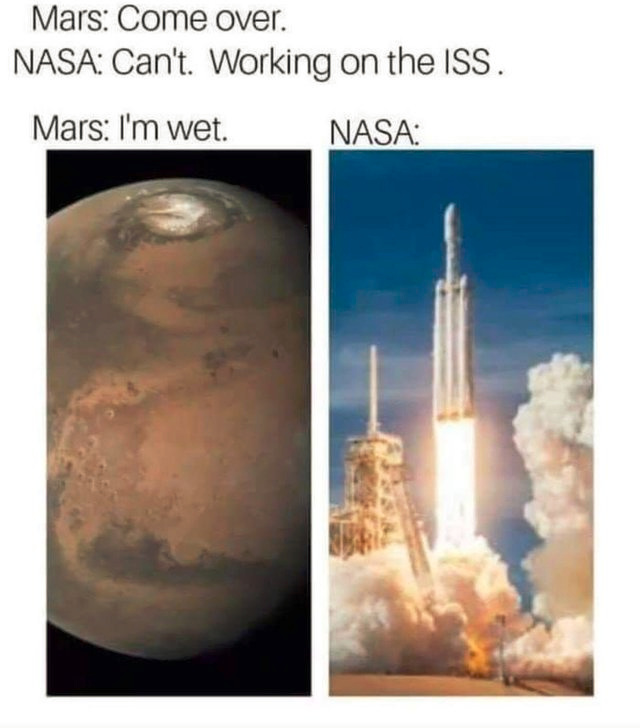 Mars: Come over.
NASA: Can't. Working on the ISS.
Mars: I'm wet.
NASA: